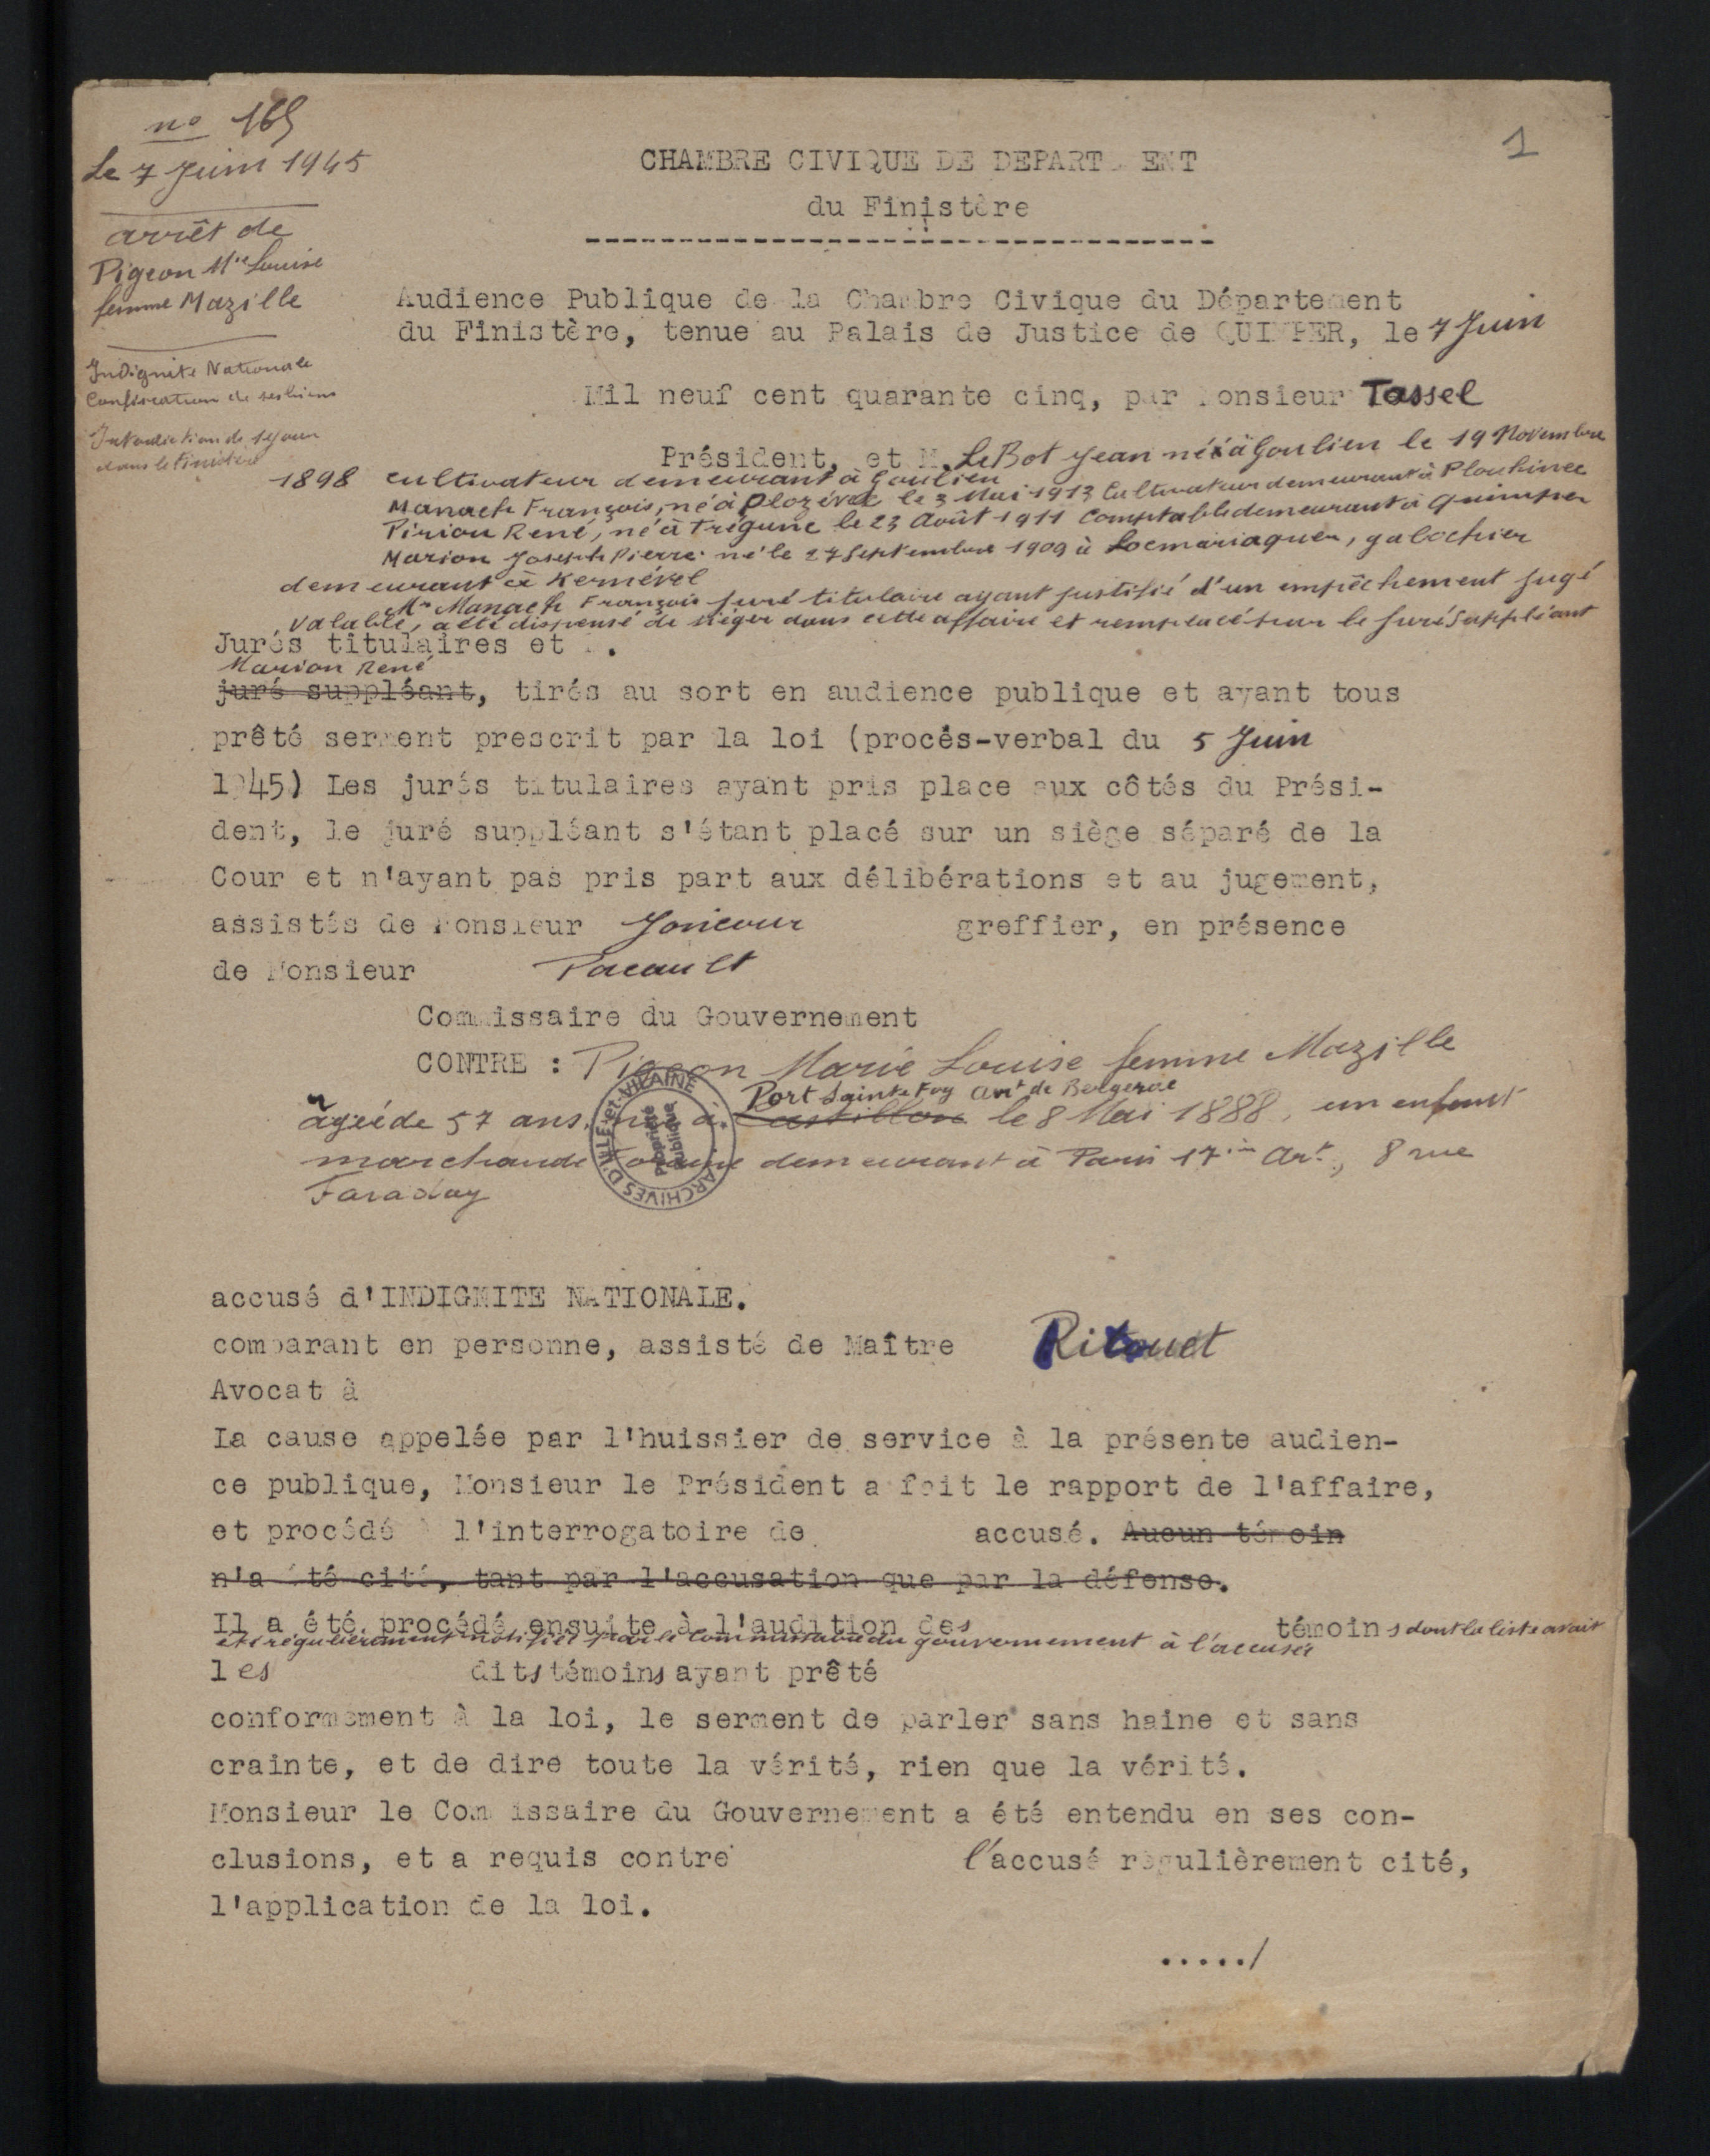 no 165
Le 7 Juin 1945
arrêt de
Pigeon Mie Louise
femme Mazille
Indignité Nationale
Confiscation de ses biens
Interdiction de séjour
dans le Finistère
1
CHAMBRE CIVIQUE DE DEPART ENT
du Finistère
Audience Publique de la Chambre Civique du Département
du Finistère, tenue au Palais de Justice de QUIMPER, le 7 Juin
Mil neuf cent quarante cinq, par Monsieur Tassel
Président, et M. Le Bot Jean né à Goulien le 19 Novembre
1898 cultivateur demeurant à Goulien
Manach François, né à Plozévet le 3 Mai 1913 Cultivateur demeurant à Plouhinec
Piriou René, né à Trégunc le 23 Août 1911 Comptable demeurant à Quimper
Marion Joseph Pierre né le 27 Septembre 1909 à Locmariaquer, galochier
demeurant à Kernével
Mr Manach François juré titulaire ayant justifié d'un empêchement jugé
valable, a été dispensé de siéger dans cette affaire et remplacé par le juré suppléant
Jurés titulaires et .
Marion René
juré suppléant, tirés au sort en audience publique et ayant tous
prêté serment prescrit par la loi (procès-verbal du 5 Juin
1945) Les jurés titulaires ayant pris place aux côtés du Prési-
dent, le juré suppléant s'étant placé sur un siège séparé de la
Cour et n'ayant pas pris part aux délibérations et au jugement,
assistés de Monsieur Joncour greffier, en présence
de Monsieur Pacault
Commissaire du Gouvernement
CONTRE : Pigeon Marie Louise femme Mazille
Port Sainte Foy arrt de Bergerac
âgée de 57 ans, née à Castillon le 8 Mai 1888, un enfant
marchande foraine demeurant à Paris 17ème Art., 8 rue
Faraday
ARCHIVES D'ILLE-et-VILAINE
Propriété
publique
accusé d'INDIGNITE NATIONALE.
comparant en personne, assisté de Maître Ritouet
Avocat à
La cause appelée par l'huissier de service à la présente audien-
ce publique, Monsieur le Président a fait le rapport de l'affaire,
et procédé à l'interrogatoire de accusé. Aucun témoin
n'a été cité, tant par l'accusation que par la défense.
Il a été procédé ensuite à l'audition des témoins dont la liste avait
été régulièrement notifiée par le Commissaire du gouvernement à l'accusée
les dits témoins ayant prêté
conformément à la loi, le serment de parler sans haine et sans
crainte, et de dire toute la vérité, rien que la vérité.
Monsieur le Commissaire du Gouvernement a été entendu en ses con-
clusions, et a requis contre l'accusé régulièrement cité,
l'application de la loi.
...../